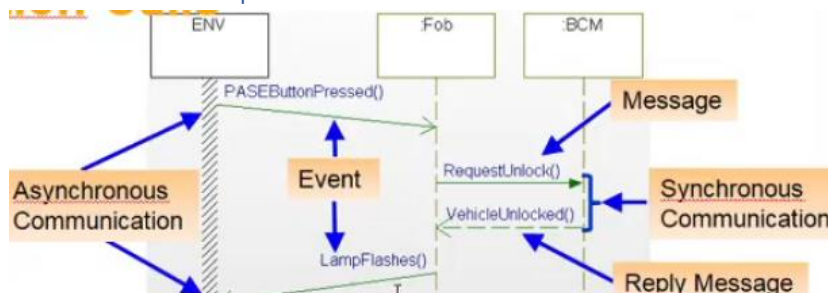 ENV
:Fob
:BCM
PASEButtonPressed()
Message
RequestUnlock()
Event
Asynchronous
Communication
Synchronous
Communication
VehicleUnlocked()
LampFlashes()
Reply Message